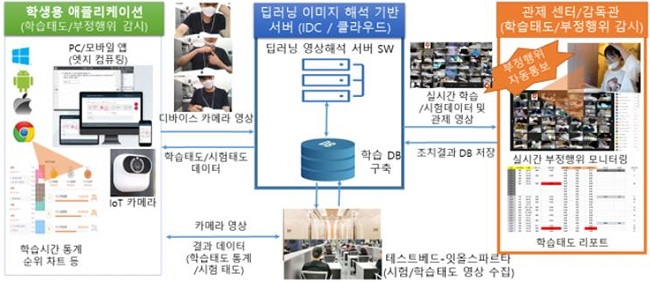 학생용 애플리케이션
(학습태도/부정행위 감시)
PC/모바일 앱
(엣지 컴퓨팅)
IoT 카메라
학습시간 통계
순위 차트 등
디바이스 카메라 영상
학습태도/시험태도
데이터
카메라 영상
결과 데이터
(학습태도 통계
/시험 태도)
딥러닝 이미지 해석 기반
서버 (IDC / 클라우드)
딥러닝 영상해석 서버 SW
DB
학습 DB
구축
테스트베드-잇올스파르타
(시험/학습태도 영상 수집)
실시간 학습
/시험데이터 및
관제 영상
조치결과 DB 저장
관제 센터/감독관
(학습태도/부정행위 감시)
부정행위
자동통보
실시간 부정행위 모니터링
학습태도 리포트